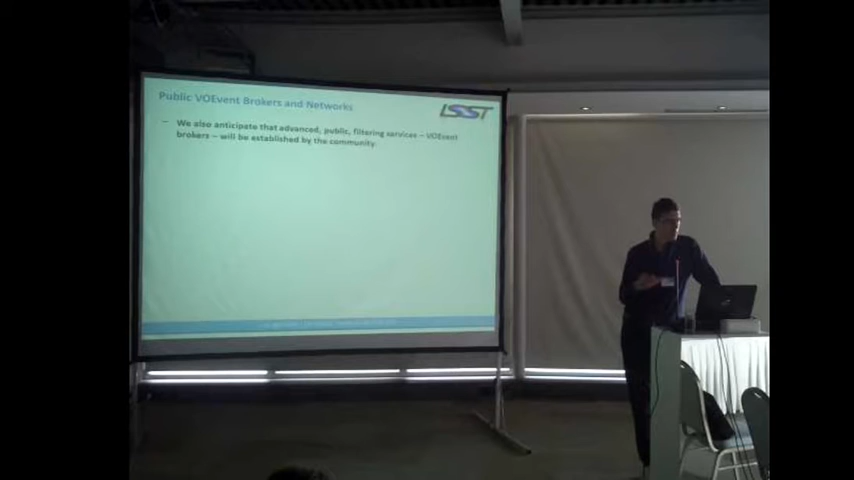 Public VOEvent Brokers and Networks
LSST
– We also anticipate that advanced, public, filtering services – VOEvent
brokers – will be established by the community.